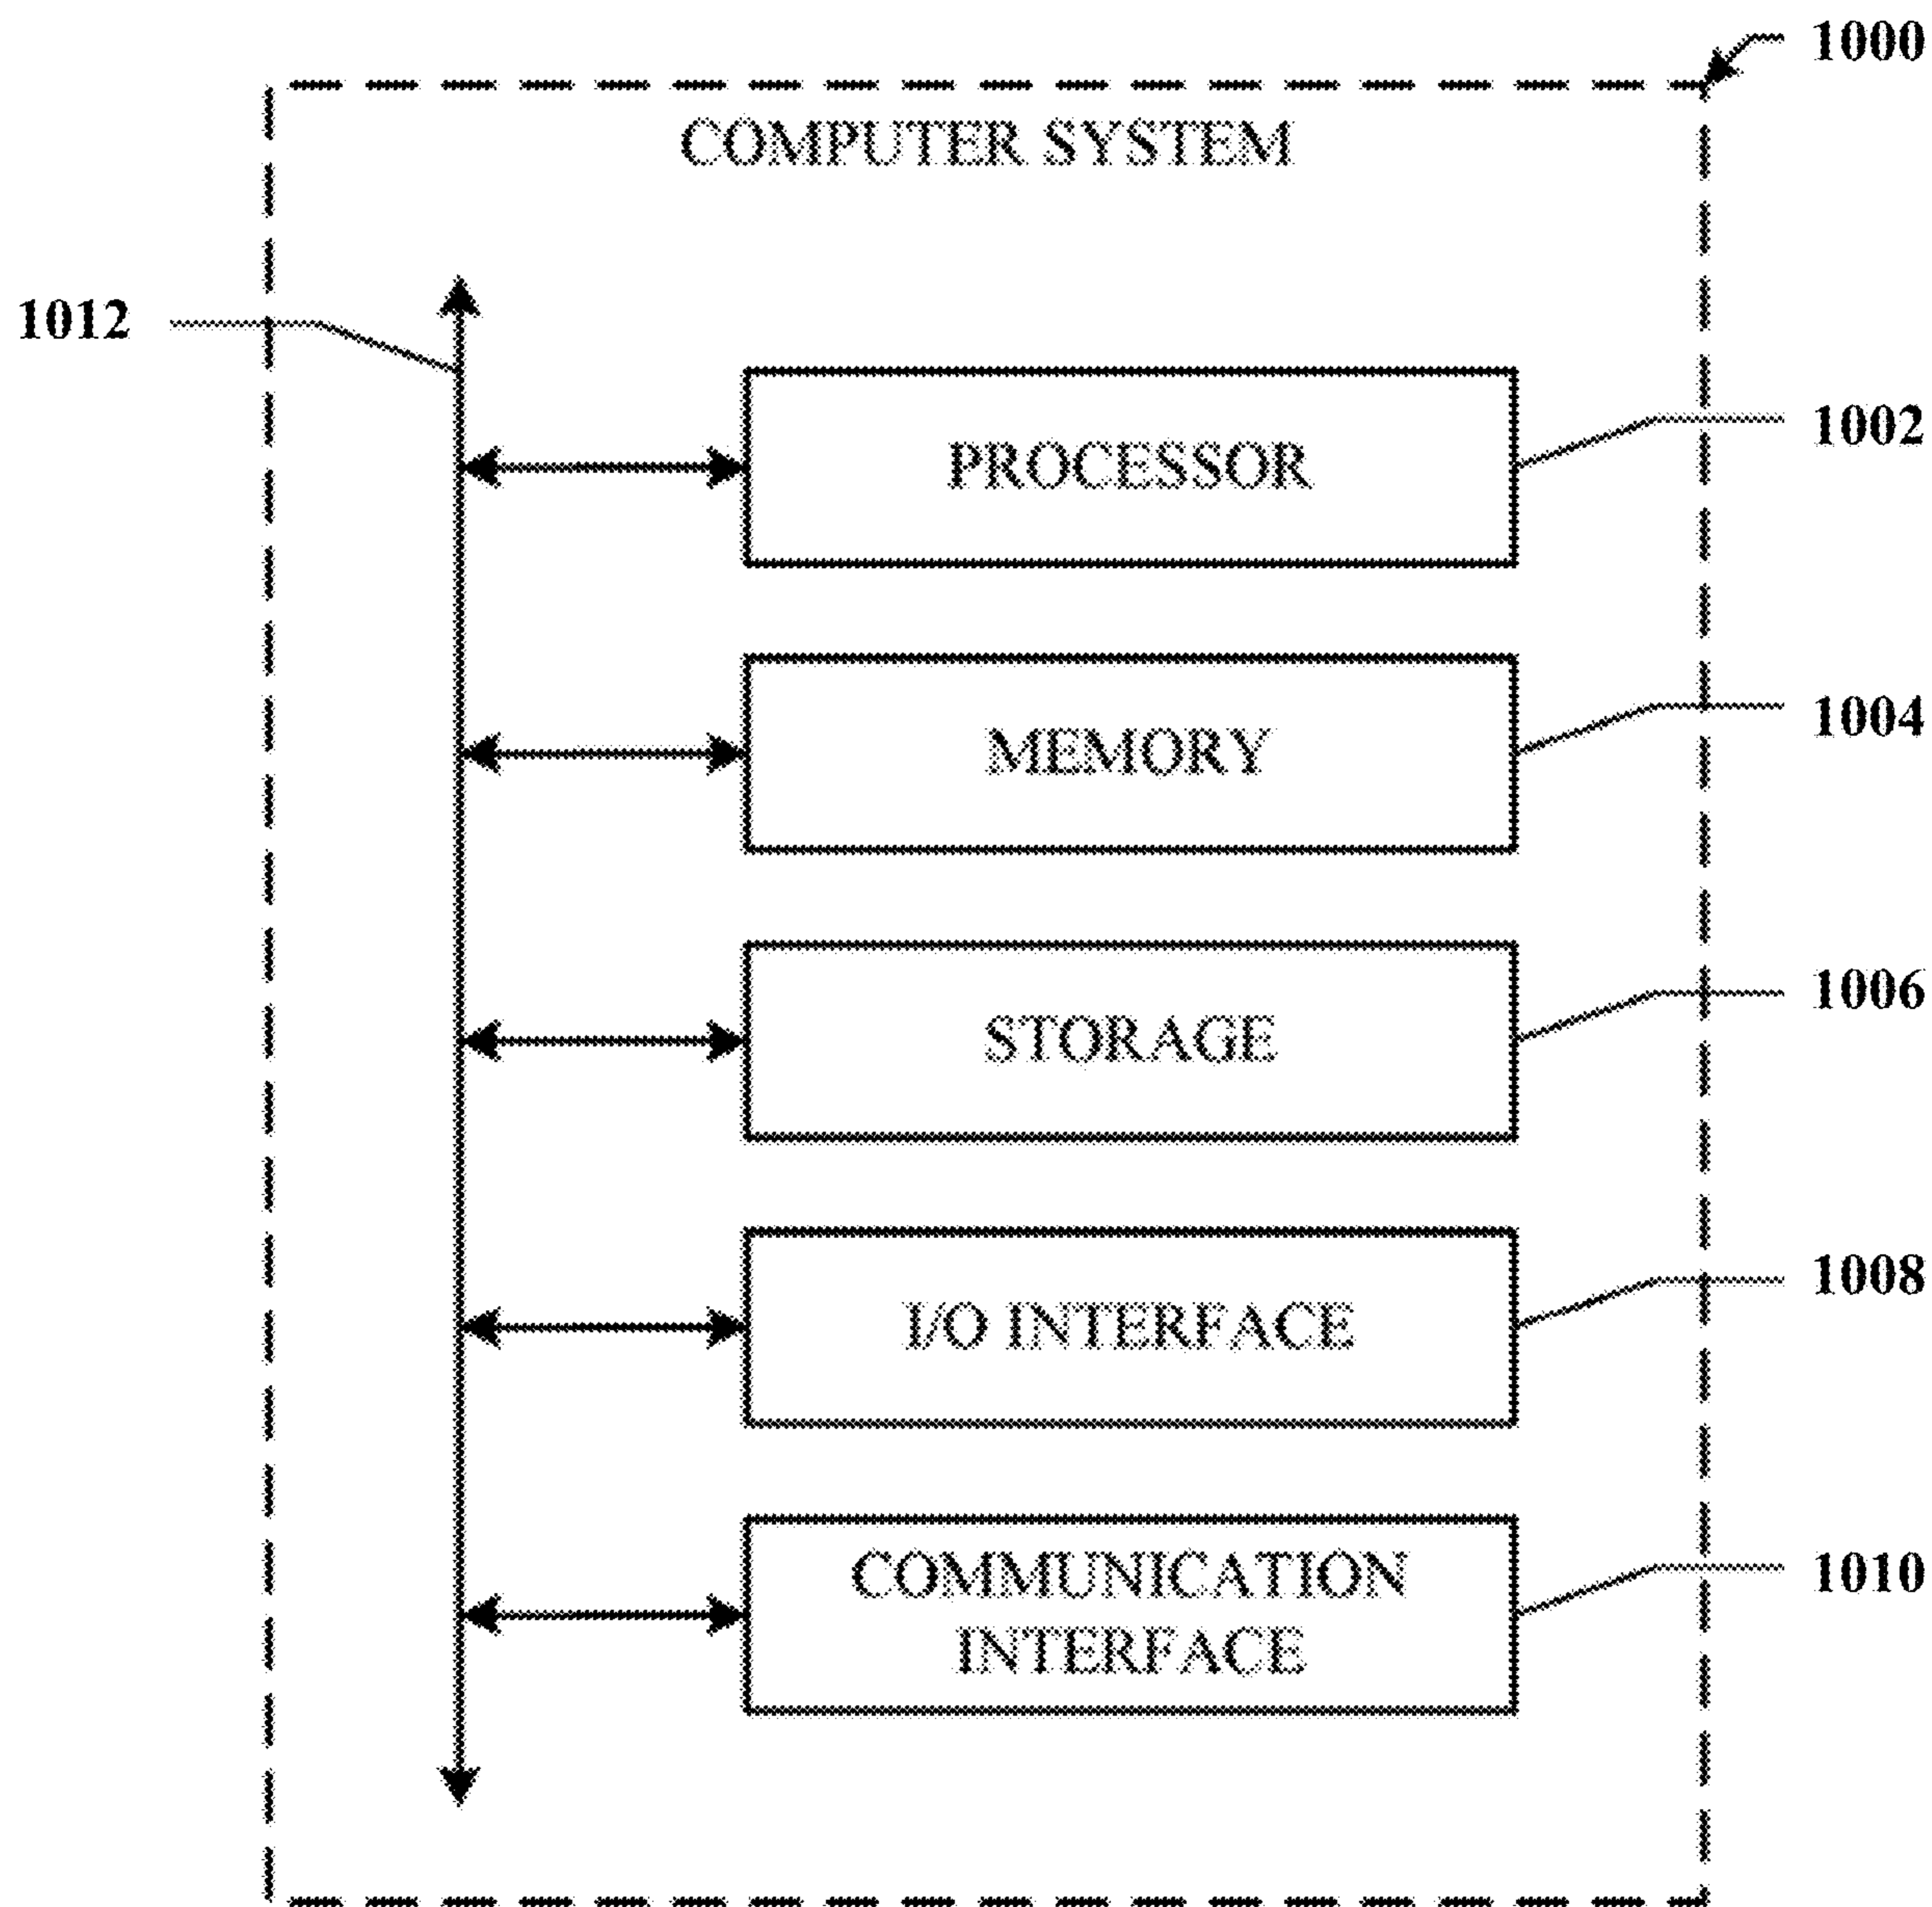 1000
COMPUTER SYSTEM
1012
PROCESSOR
1002
MEMORY
1004
STORAGE
1006
I/O INTERFACE
1008
COMMUNICATION
INTERFACE
1010